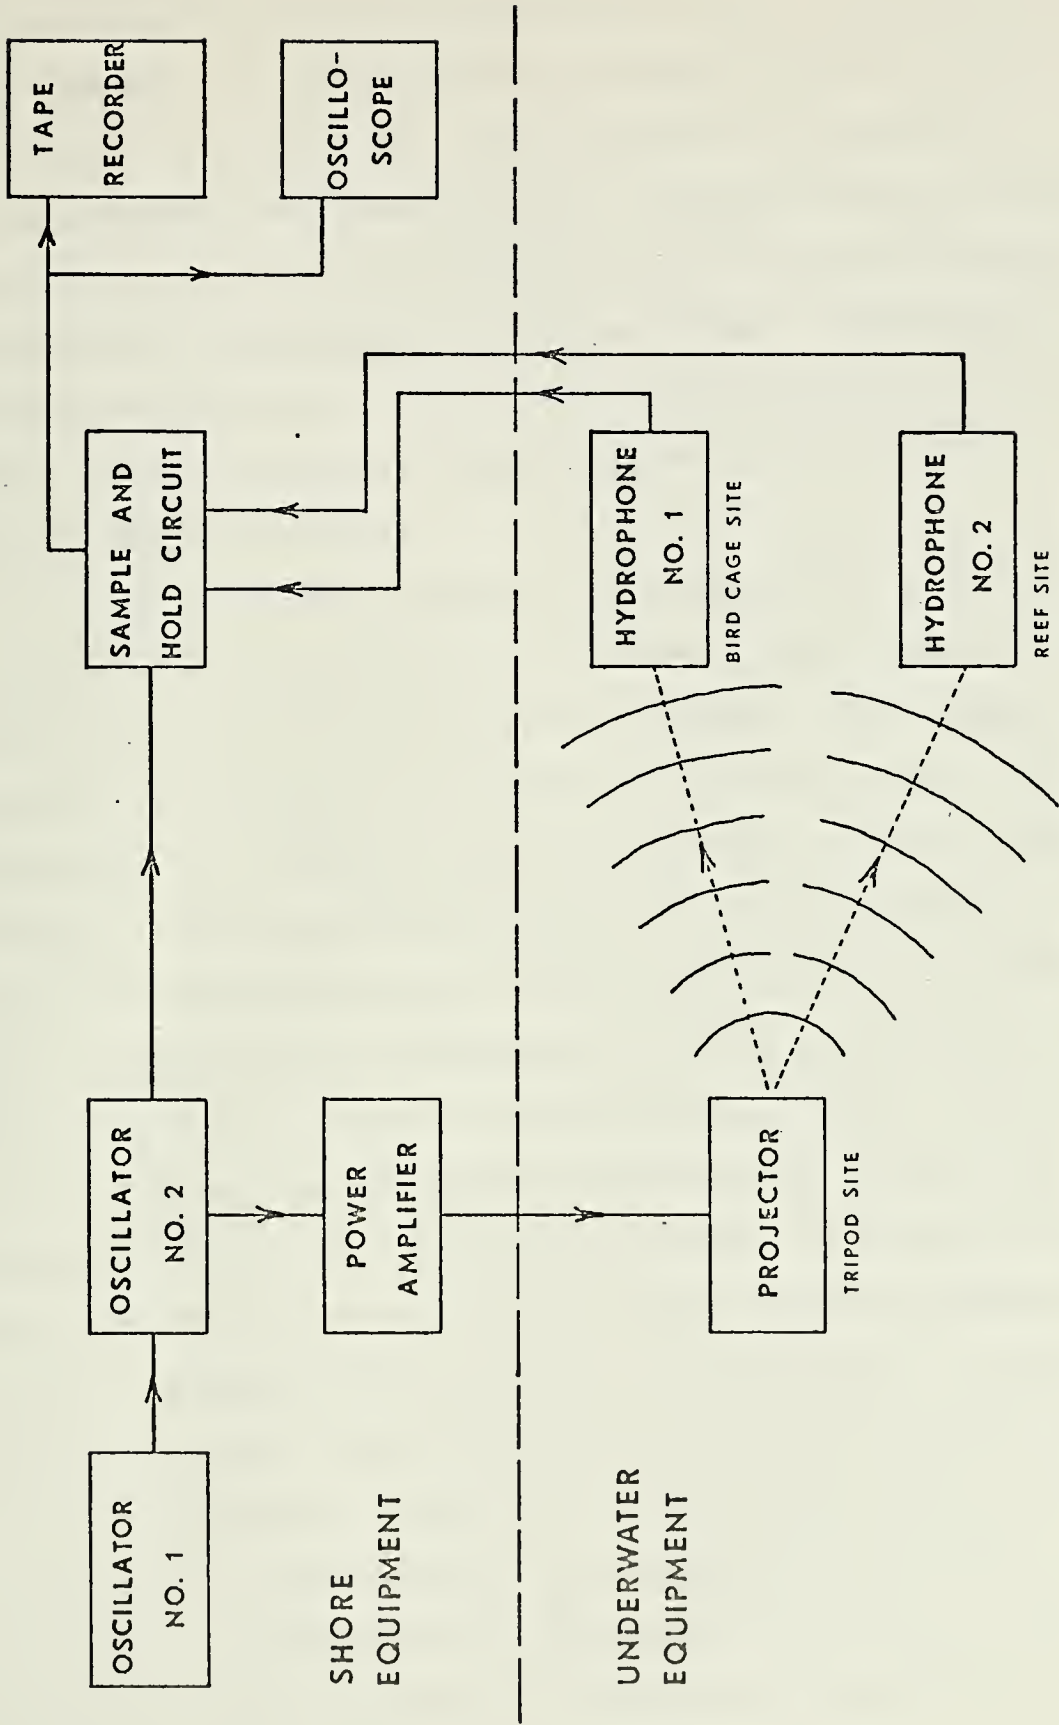 OSCILLATOR
NO. 1
OSCILLATOR
NO. 2
SAMPLE AND
HOLD CIRCUIT
TAPE
RECORDER
POWER
AMPLIFIER
OSCILLO-
SCOPE
SHORE
EQUIPMENT
UNDERWATER
EQUIPMENT
PROJECTOR
TRIPOD SITE
HYDROPHONE
NO. 1
BIRD CAGE SITE
HYDROPHONE
NO. 2
REEF SITE